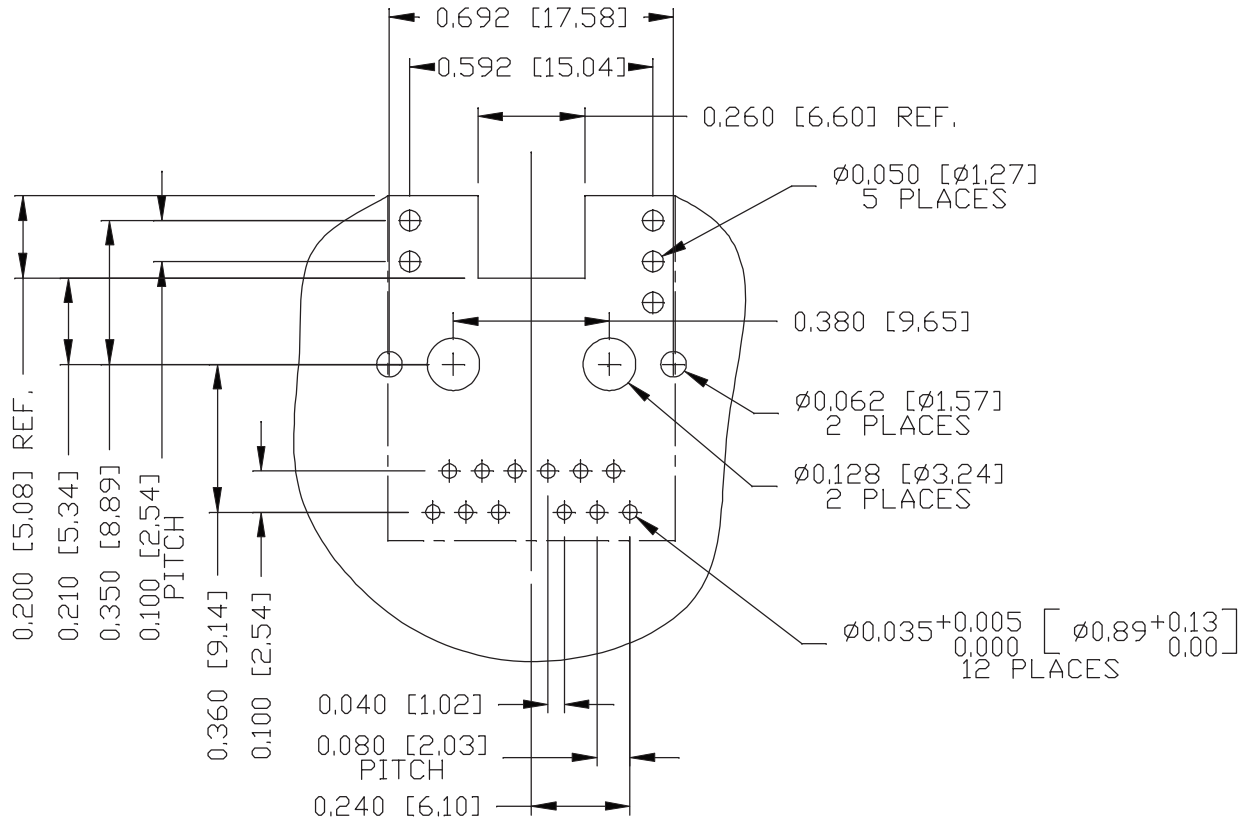 0.692 [17.58]
0.592 [15.04]
0.260 [6.60] REF.
Ø0.050 [Ø1.27]
5 PLACES
0.380 [9.65]
Ø0.062 [Ø1.57]
2 PLACES
Ø0.128 [Ø3.24]
2 PLACES
0.200 [5.08] REF.
0.210 [5.34]
0.350 [8.89]
0.100 [2.54]
PITCH
0.360 [9.14]
0.100 [2.54]
Ø0.035 +0.005 0.000 [Ø0.89 +0.13 0.00]
12 PLACES
0.040 [1.02]
0.080 [2.03]
PITCH
0.240 [6.10]